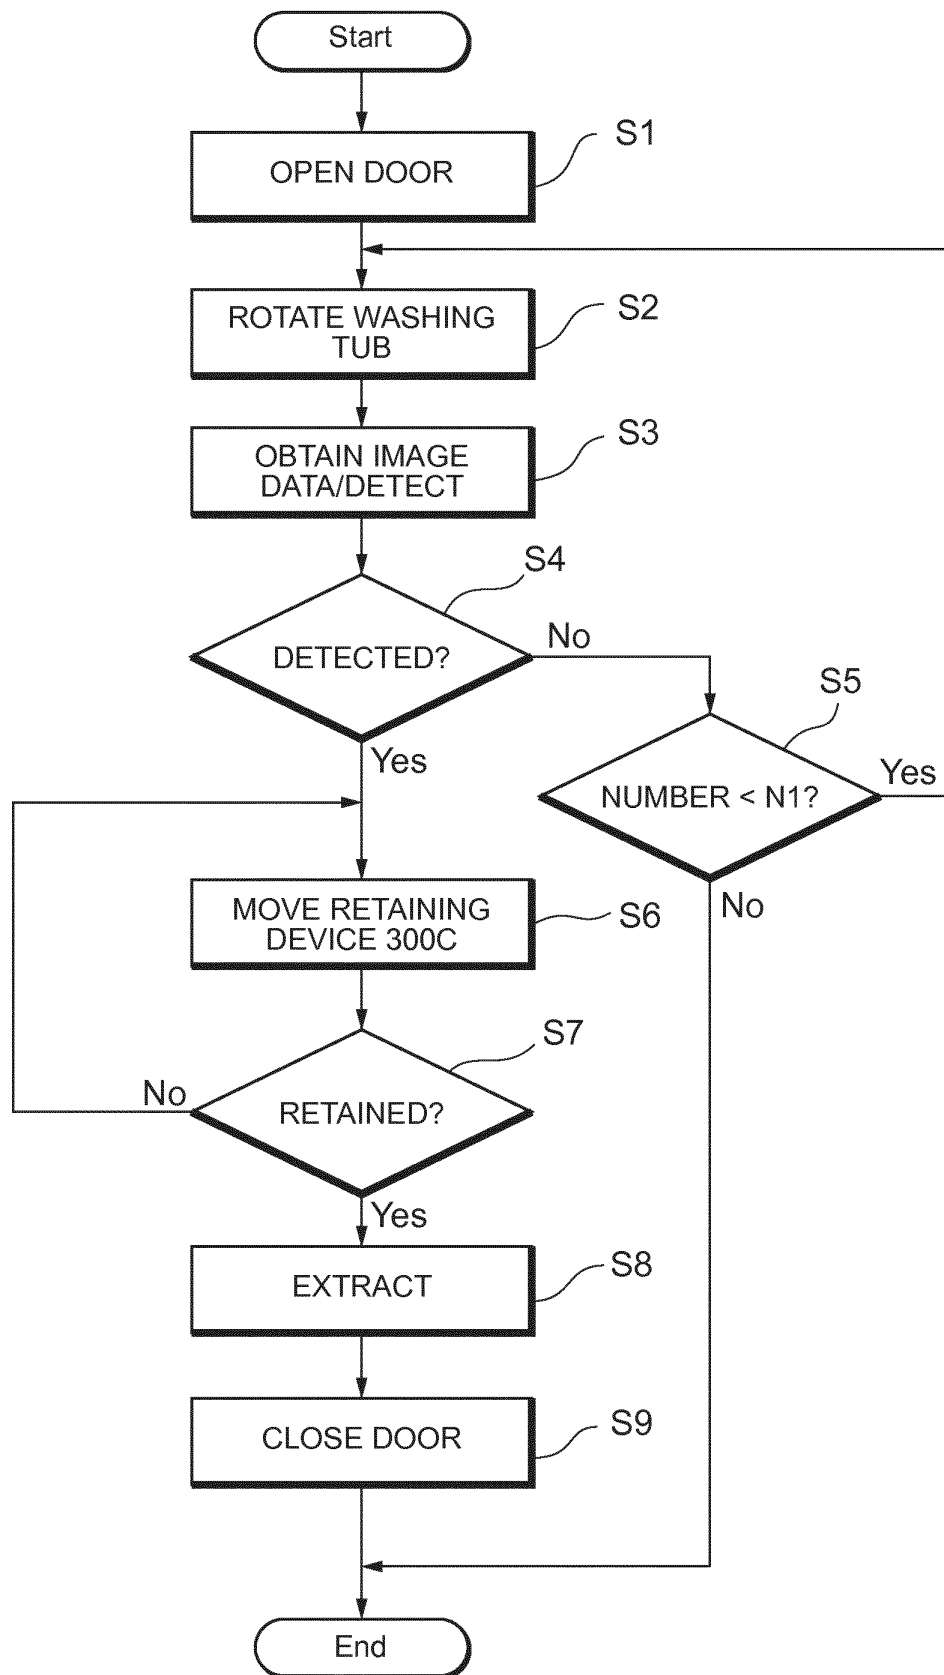 Start
OPEN DOOR
S1
ROTATE WASHING
TUB
S2
OBTAIN IMAGE
DATA/DETECT
S3
DETECTED?
S4
No
Yes
NUMBER < N1?
S5
Yes
No
MOVE RETAINING
DEVICE 300C
S6
RETAINED?
S7
No
Yes
EXTRACT
S8
CLOSE DOOR
S9
End